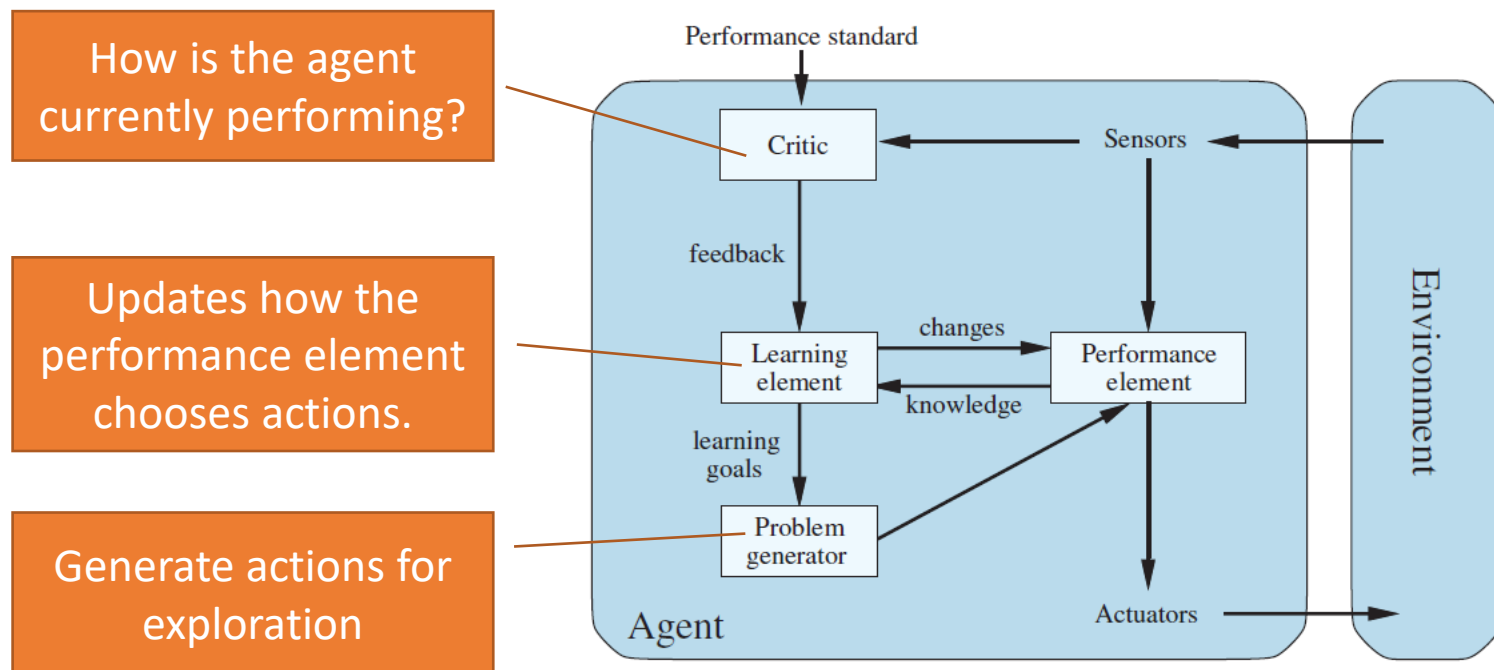 How is the agent
currently performing?
Updates how the
performance element
chooses actions.
Generate actions for
exploration
Performance standard
Critic
Sensors
feedback
changes
Learning
element
Performance
element
knowledge
learning
goals
Problem
generator
Agent
Actuators
Environment